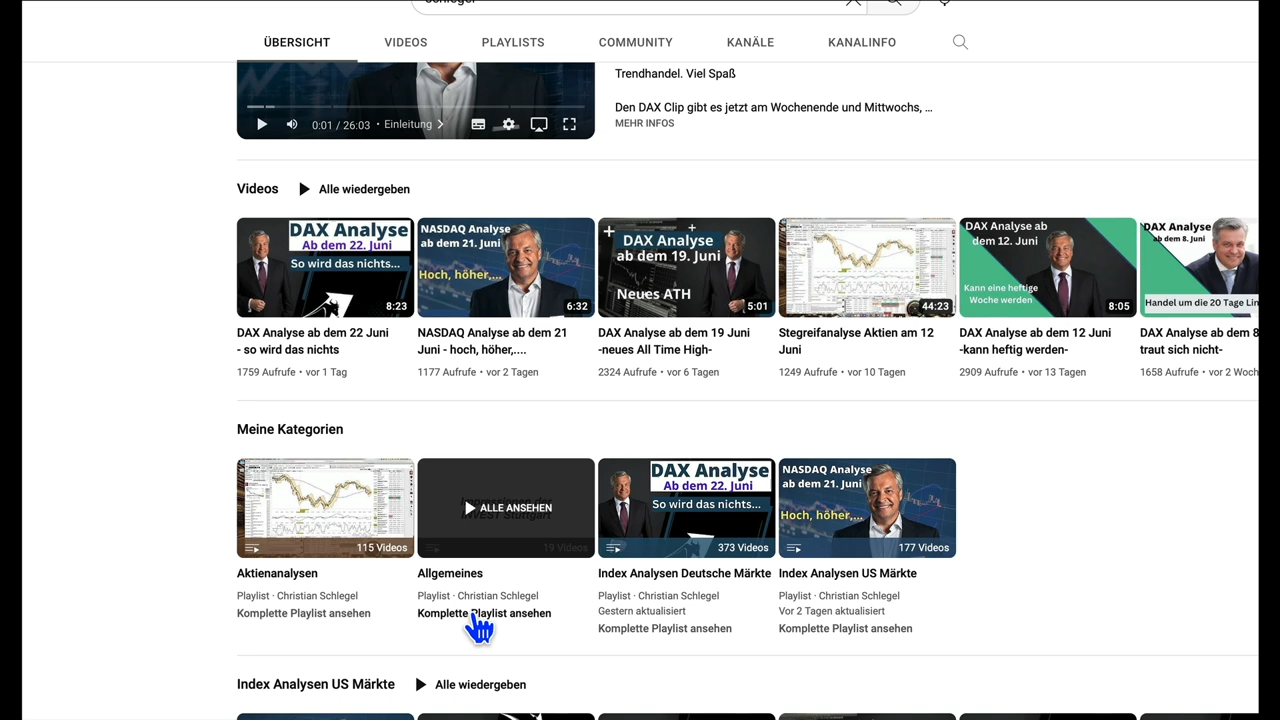 ÜBERSICHT
VIDEOS
PLAYLISTS
COMMUNITY
KANÄLE
KANALINFO
Trendhandel. Viel Spaß
Den DAX Clip gibt es jetzt am Wochenende und Mittwochs, ...
MEHR INFOS
0:01 / 26:03 • Einleitung
Videos
Alle wiedergeben
DAX Analyse
Ab dem 22. Juni
So wird das nichts...
8:23
DAX Analyse ab dem 22 Juni
- so wird das nichts
1759 Aufrufe • vor 1 Tag
NASDAQ Analyse
ab dem 21. Juni
Hoch, höher,...
6:32
NASDAQ Analyse ab dem 21
Juni - hoch, höher,....
1177 Aufrufe • vor 2 Tagen
DAX Analyse
ab dem 19. Juni
Neues ATH
5:01
DAX Analyse ab dem 19 Juni
-neues All Time High-
2324 Aufrufe • vor 6 Tagen
44:23
Stegreifanalyse Aktien am 12
Juni
1249 Aufrufe • vor 10 Tagen
DAX Analyse ab
dem 12. Juni
Kann eine heftige
Woche werden
8:05
DAX Analyse ab dem 12 Juni
-kann heftig werden-
2909 Aufrufe • vor 13 Tagen
DAX Analyse
ab dem 8. Juni
Handel um die 20 Tage Lin
DAX Analyse ab dem 8
traut sich nicht-
1658 Aufrufe • vor 2 Woch
Meine Kategorien
115 Videos
Aktienanalysen
Playlist · Christian Schlegel
Komplette Playlist ansehen
ALLE ANSEHEN
19 Videos
Allgemeines
Playlist · Christian Schlegel
Komplette Playlist ansehen
DAX Analyse
Ab dem 22. Juni
So wird das nichts...
373 Videos
Index Analysen Deutsche Märkte
Playlist · Christian Schlegel
Gestern aktualisiert
Komplette Playlist ansehen
NASDAQ Analyse
ab dem 21. Juni
Hoch, höher,...
177 Videos
Index Analysen US Märkte
Playlist · Christian Schlegel
Vor 2 Tagen aktualisiert
Komplette Playlist ansehen
Index Analysen US Märkte
Alle wiedergeben